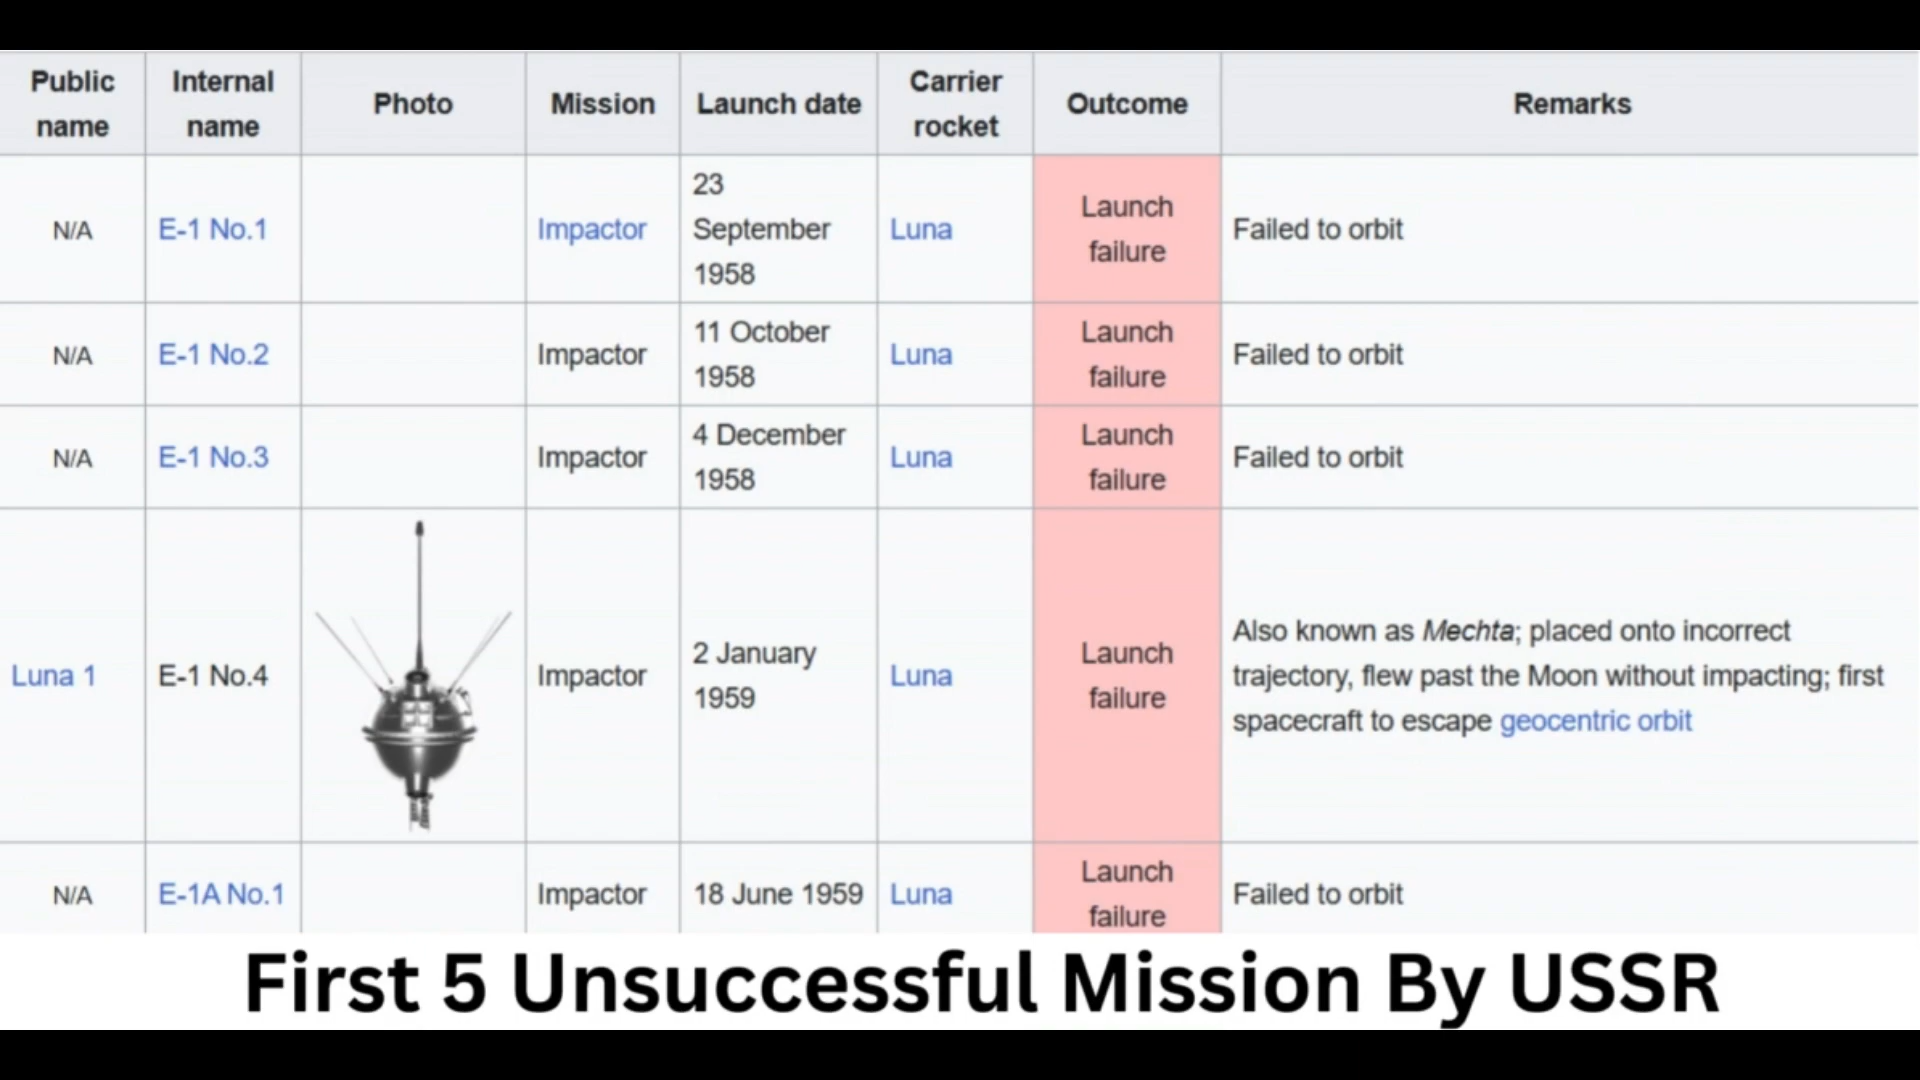 Public name
Internal name
Photo
Mission
Launch date
Carrier rocket
Outcome
Remarks
N/A
E-1 No.1
Impactor
23 September 1958
Luna
Launch failure
Failed to orbit
N/A
E-1 No.2
Impactor
11 October 1958
Luna
Launch failure
Failed to orbit
N/A
E-1 No.3
Impactor
4 December 1958
Luna
Launch failure
Failed to orbit
Luna 1
E-1 No.4
Impactor
2 January 1959
Luna
Launch failure
Also known as Mechta; placed onto incorrect
trajectory, flew past the Moon without impacting; first
spacecraft to escape geocentric orbit
N/A
E-1A No.1
Impactor
18 June 1959
Luna
Launch failure
Failed to orbit
First 5 Unsuccessful Mission By USSR